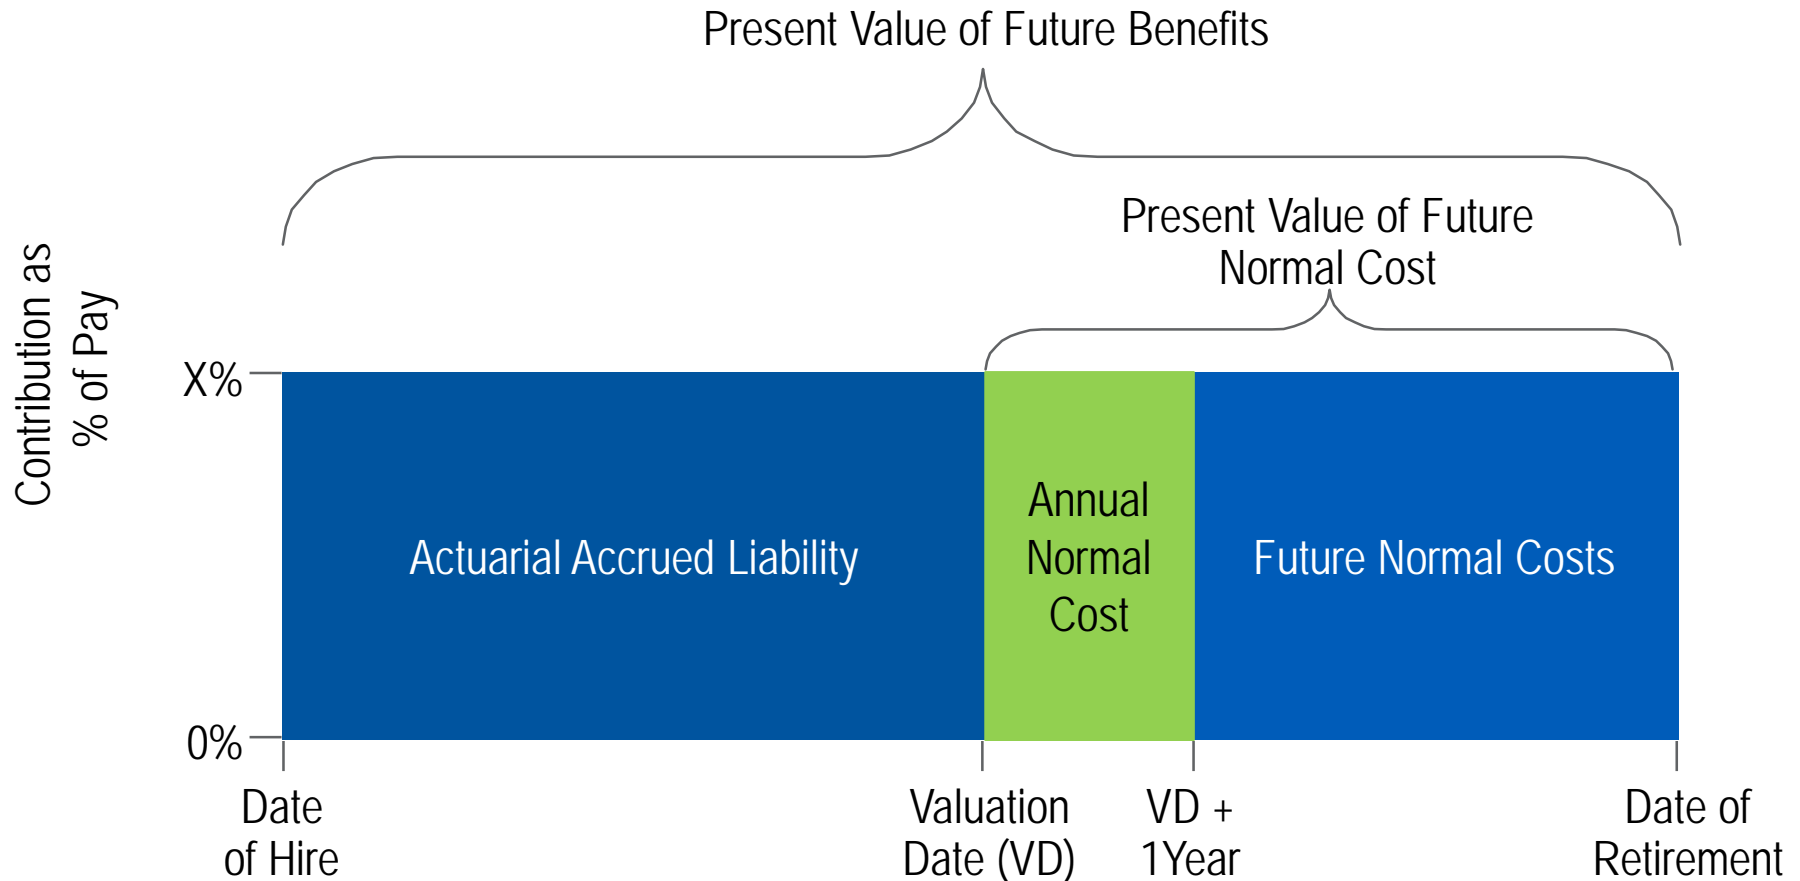 Present Value of Future Benefits
Present Value of Future
Normal Cost
Contribution as
% of Pay
X%
0%
Actuarial Accrued Liability
Annual
Normal
Cost
Future Normal Costs
Date
of Hire
Valuation
Date (VD)
VD +
1Year
Date of
Retirement